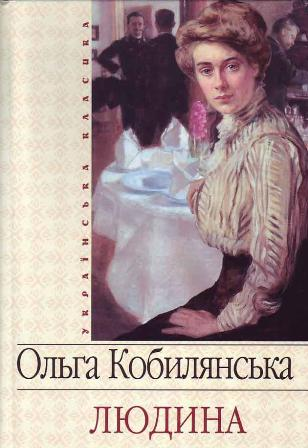 УКРАЇНСЬКА КЛАСИКА
Ольга Кобилянська
ЛЮДИНА